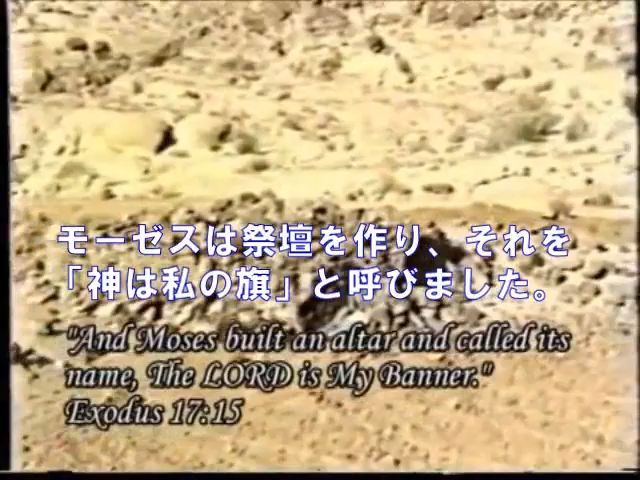 モーゼスは祭壇を作り、それを
「神は私の旗」と呼びました。
"And Moses built an altar and called its
name, The LORD is My Banner."
Exodus 17:15